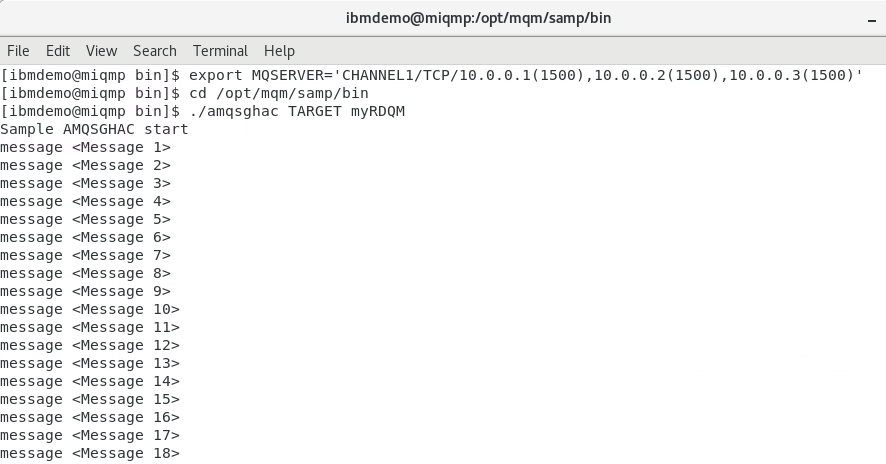 ibmdemo@miqmp:/opt/mqm/samp/bin
File Edit View Search Terminal Help
[ibmdemo@miqmp bin]$ export MQSERVER='CHANNEL1/TCP/10.0.0.1(1500),10.0.0.2(1500),10.0.0.3(1500)'
[ibmdemo@miqmp bin]$ cd /opt/mqm/samp/bin
[ibmdemo@miqmp bin]$ ./amqsghac TARGET myRDQM
Sample AMQSGHAC start
message <Message 1>
message <Message 2>
message <Message 3>
message <Message 4>
message <Message 5>
message <Message 6>
message <Message 7>
message <Message 8>
message <Message 9>
message <Message 10>
message <Message 11>
message <Message 12>
message <Message 13>
message <Message 14>
message <Message 15>
message <Message 16>
message <Message 17>
message <Message 18>